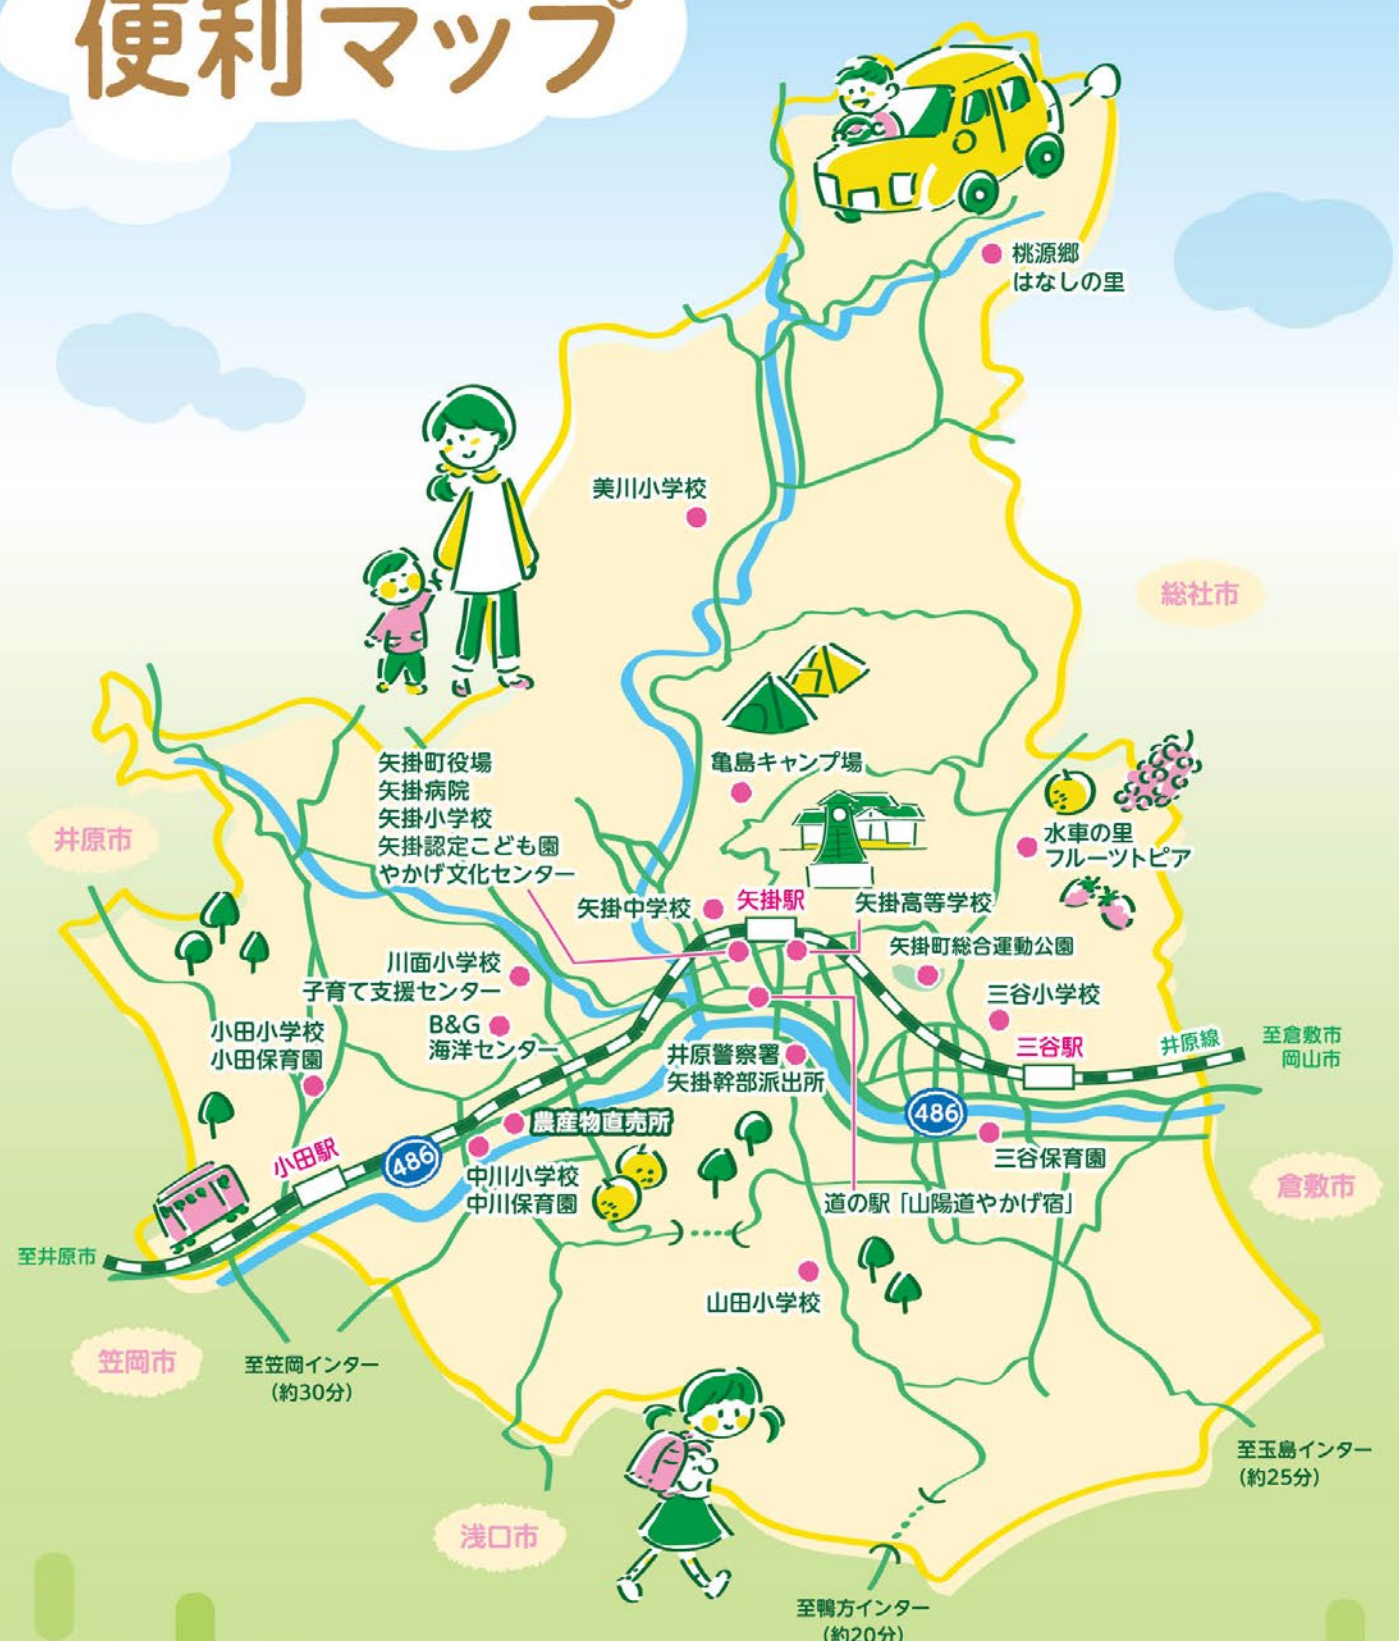 便利マップ
桃源郷
はなしの里
美川小学校
総社市
亀島キャンプ場
矢掛町役場
矢掛病院
矢掛小学校
矢掛認定こども園
やかげ文化センター
井原市
水車の里
フルーツトピア
矢掛中学校
矢掛駅
矢掛高等学校
矢掛町総合運動公園
川面小学校
子育て支援センター
三谷小学校
B&G
海洋センター
小田小学校
小田保育園
井原警察署
矢掛幹部派出所
三谷駅
井原線
至倉敷市
岡山市
486
農産物直売所
小田駅
486
中川小学校
中川保育園
三谷保育園
道の駅「山陽道やかげ宿」
倉敷市
至井原市
山田小学校
笠岡市
至笠岡インター
(約30分)
至玉島インター
(約25分)
浅口市
至鴨方インター
(約20分)